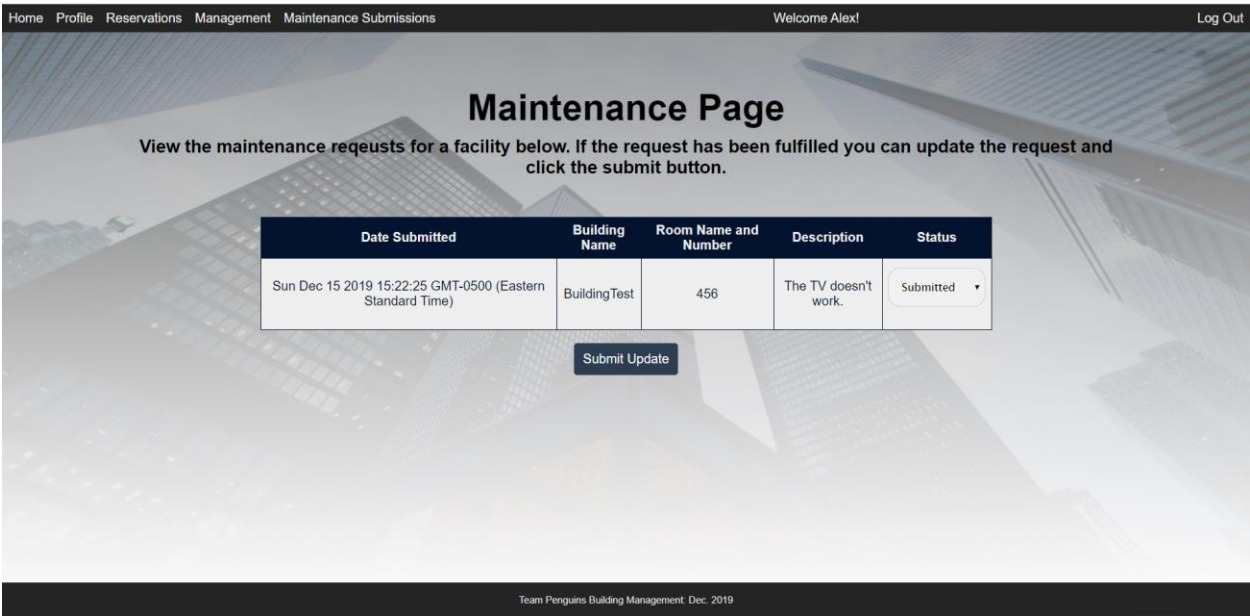 Home Profile Reservations Management Maintenance Submissions Welcome Alex! Log Out
Maintenance Page
View the maintenance reqeusts for a facility below. If the request has been fulfilled you can update the request and
click the submit button.
Date Submitted
Building
Name
Room Name and
Number
Description
Status
Sun Dec 15 2019 15:22:25 GMT-0500 (Eastern
Standard Time)
BuildingTest
456
The TV doesn't
work.
Submitted
Submit Update
Team Penguins Building Management: Dec. 2019